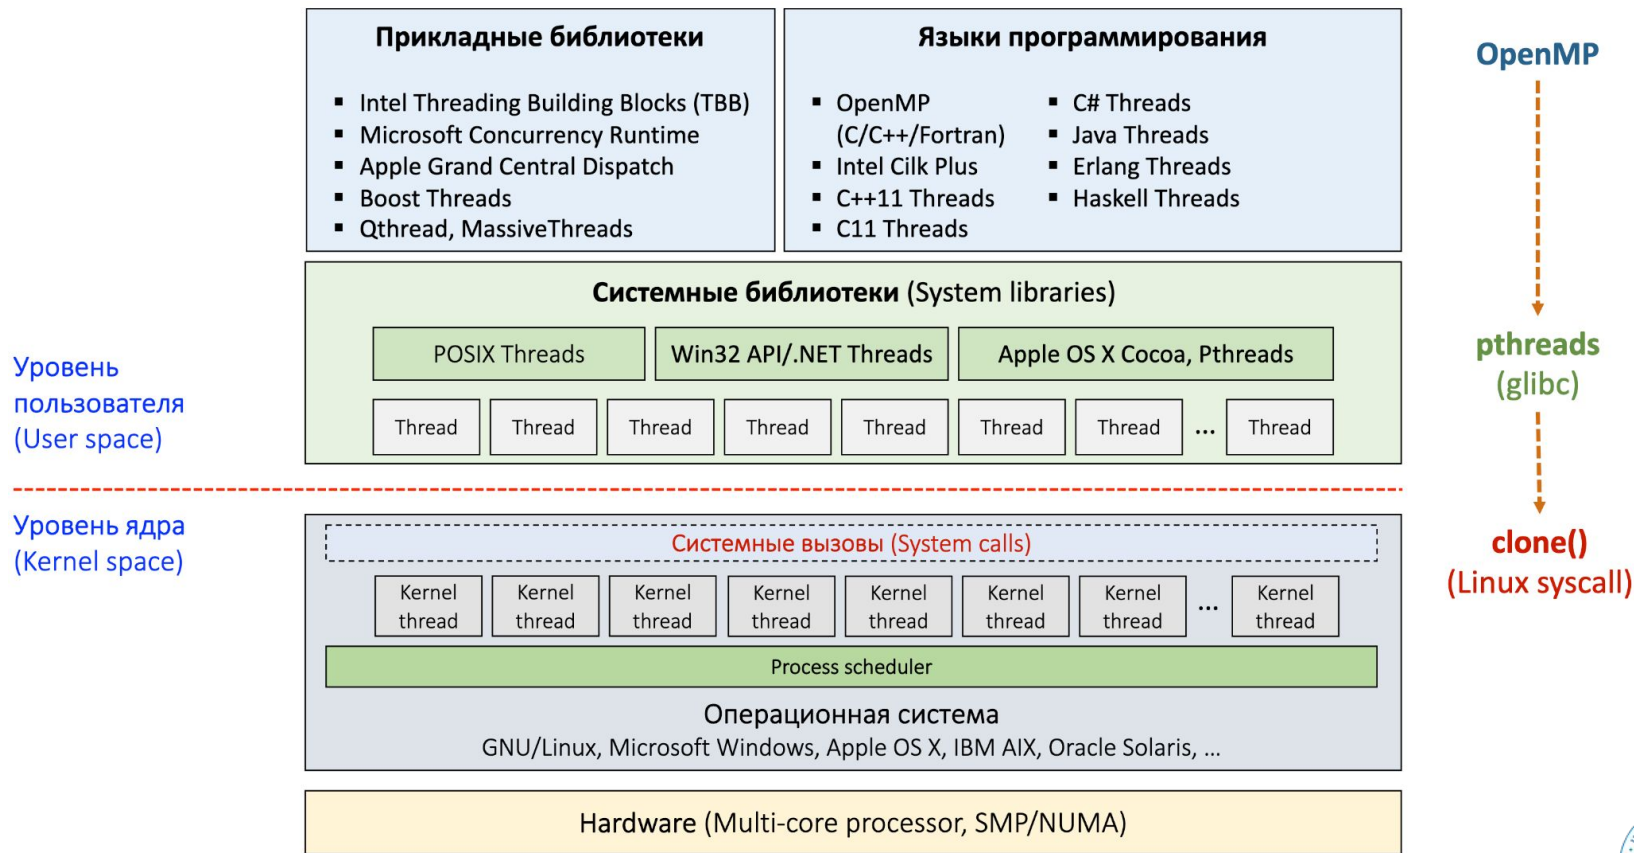 Прикладные библиотеки
▪ Intel Threading Building Blocks (TBB)
▪ Microsoft Concurrency Runtime
▪ Apple Grand Central Dispatch
▪ Boost Threads
▪ Qthread, MassiveThreads
Языки программирования
▪ OpenMP
(C/C++/Fortran)
▪ Intel Cilk Plus
▪ C++11 Threads
▪ C11 Threads
▪ C# Threads
▪ Java Threads
▪ Erlang Threads
▪ Haskell Threads
OpenMP
Системные библиотеки (System libraries)
POSIX Threads
Win32 API/.NET Threads
Apple OS X Cocoa, Pthreads
Thread
Thread
Thread
Thread
Thread
Thread
Thread
...
Thread
Уровень
пользователя
(User space)
pthreads
(glibc)
Уровень ядра
(Kernel space)
Системные вызовы (System calls)
Kernel
thread
Kernel
thread
Kernel
thread
Kernel
thread
Kernel
thread
Kernel
thread
Kernel
thread
...
Kernel
thread
Process scheduler
Операционная система
GNU/Linux, Microsoft Windows, Apple OS X, IBM AIX, Oracle Solaris, ...
clone()
(Linux syscall)
Hardware (Multi-core processor, SMP/NUMA)